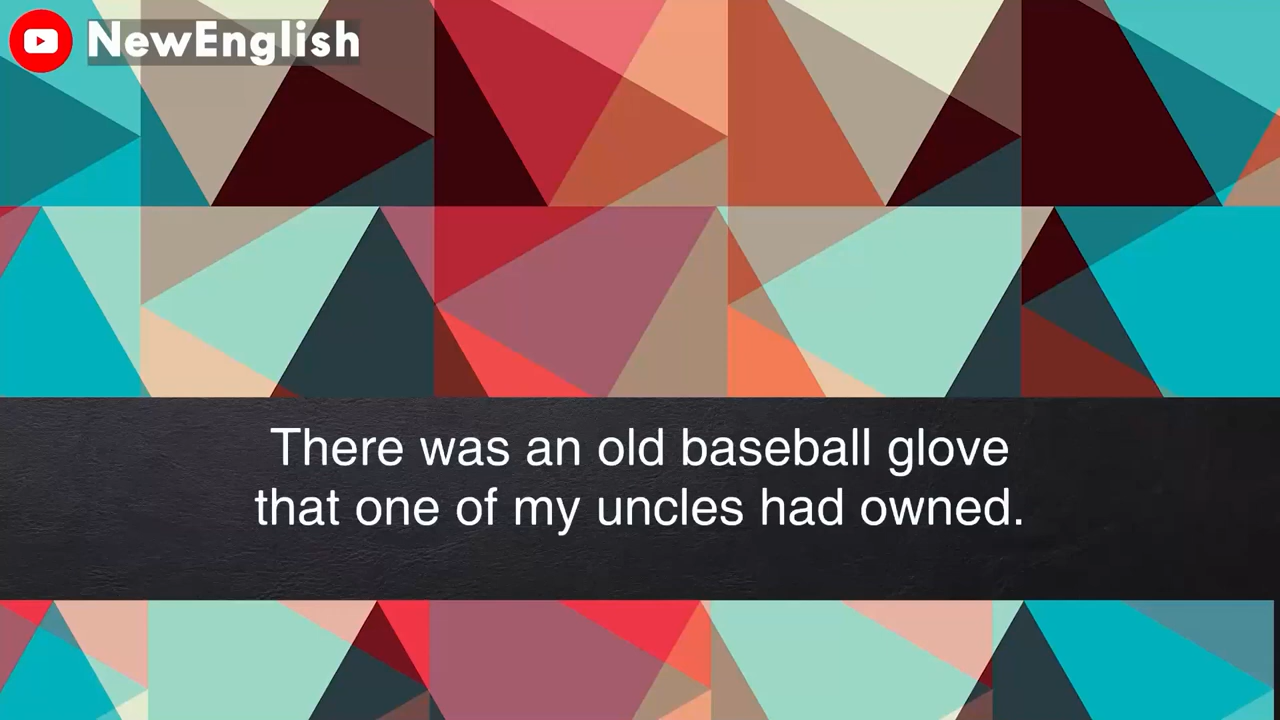 NewEnglish
There was an old baseball glove
that one of my uncles had owned.